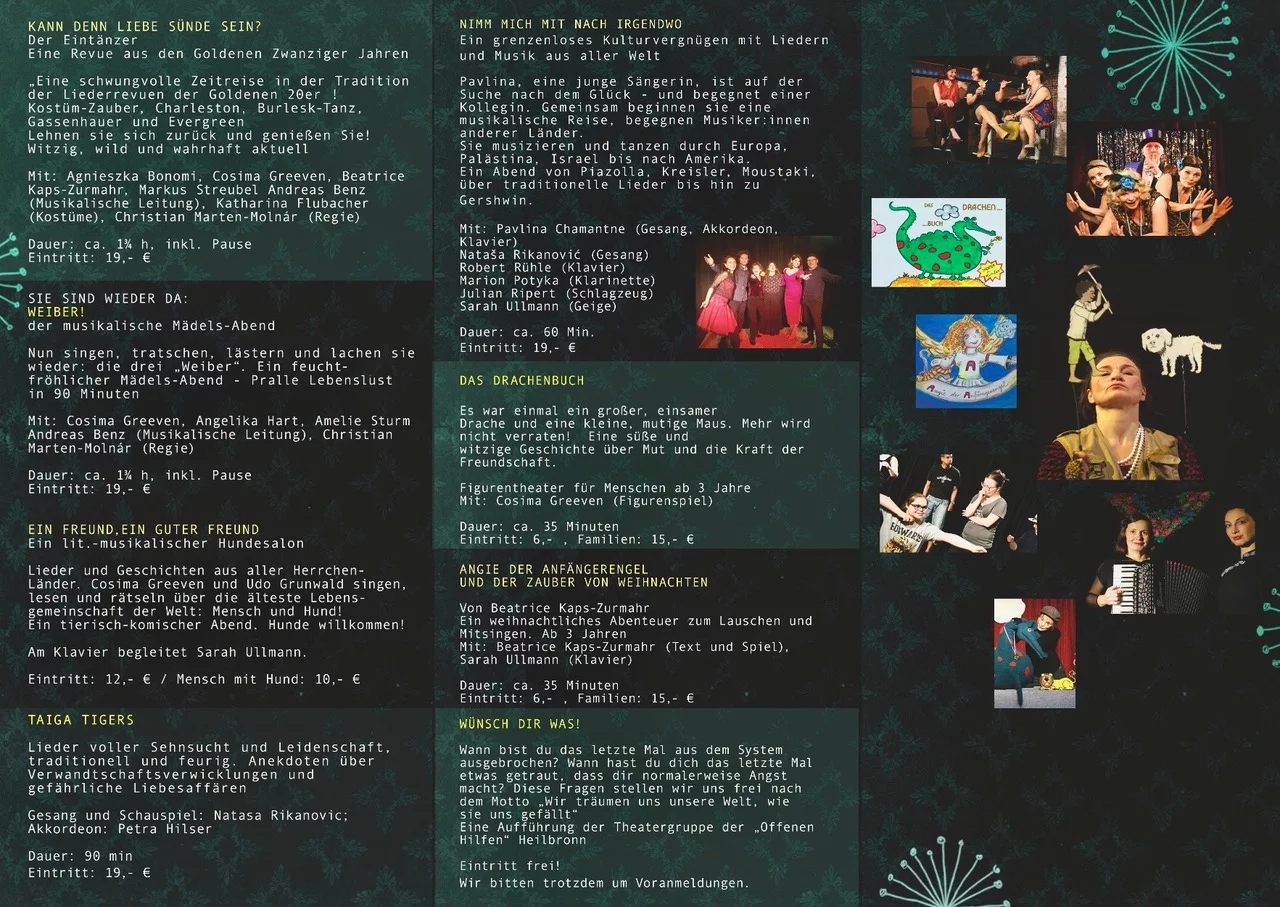 KANN DENN LIEBE SÜNDE SEIN?
Der Eintänzer
Eine Revue aus den Goldenen Zwanziger Jahren
„Eine schwungvolle Zeitreise in der Tradition
der Liederrevuen der Goldenen 20er !
Kostüm-Zauber, Charleston, Burlesk-Tanz,
Gassenhauer und Evergreen
Lehnen sie sich zurück und genießen Sie!
Witzig, wild und wahrhaft aktuell
Mit: Agnieszka Bonomi, Cosima Greeven, Beatrice
Kaps-Zurmahr, Markus Streubel Andreas Benz
(Musikalische Leitung), Katharina Flubacher
(Kostüme), Christian Marten-Molnár (Regie)
Dauer: ca. 1¾ h, inkl. Pause
Eintritt: 19,- €
SIE SIND WIEDER DA:
WEIBER!
der musikalische Mädels-Abend
Nun singen, tratschen, lästern und lachen sie
wieder: die drei „Weiber“. Ein feucht-
fröhlicher Mädels-Abend - Pralle Lebenslust
in 90 Minuten
Mit: Cosima Greeven, Angelika Hart, Amelie Sturm
Andreas Benz (Musikalische Leitung), Christian
Marten-Molnár (Regie)
Dauer: ca. 1¾ h, inkl. Pause
Eintritt: 19,- €
EIN FREUND,EIN GUTER FREUND
Ein lit.-musikalischer Hundesalon
Lieder und Geschichten aus aller Herrchen-
Länder. Cosima Greeven und Udo Grunwald singen,
lesen und rätseln über die älteste Lebens-
gemeinschaft der Welt: Mensch und Hund!
Ein tierisch-komischer Abend. Hunde willkommen!
Am Klavier begleitet Sarah Ullmann.
Eintritt: 12,- € / Mensch mit Hund: 10,- €
TAIGA TIGERS
Lieder voller Sehnsucht und Leidenschaft,
traditionell und feurig. Anekdoten über
Verwandtschaftsverwicklungen und
gefährliche Liebesaffären
Gesang und Schauspiel: Natasa Rikanovic;
Akkordeon: Petra Hilser
Dauer: 90 min
Eintritt: 19,- €
NIMM MICH MIT NACH IRGENDWO
Ein grenzenloses Kulturvergnügen mit Liedern
und Musik aus aller Welt
Pavlina, eine junge Sängerin, ist auf der
Suche nach dem Glück - und begegnet einer
Kollegin. Gemeinsam beginnen sie eine
musikalische Reise, begegnen Musiker:innen
anderer Länder.
Sie musizieren und tanzen durch Europa,
Palästina, Israel bis nach Amerika.
Ein Abend von Piazolla, Kreisler, Moustaki,
über traditionelle Lieder bis hin zu
Gershwin.
Mit: Pavlina Chamantne (Gesang, Akkordeon,
Klavier)
Nataša Rikanović (Gesang)
Robert Rühle (Klavier)
Marion Potyka (Klarinette)
Julian Ripert (Schlagzeug)
Sarah Ullmann (Geige)
Dauer: ca. 60 Min.
Eintritt: 19,- €
DAS DRACHENBUCH
Es war einmal ein großer, einsamer
Drache und eine kleine, mutige Maus. Mehr wird
nicht verraten!  Eine süße und
witzige Geschichte über Mut und die Kraft der
Freundschaft.
Figurentheater für Menschen ab 3 Jahre
Mit: Cosima Greeven (Figurenspiel)
Dauer: ca. 35 Minuten
Eintritt: 6,- , Familien: 15,- €
ANGIE DER ANFÄNGERENGEL
UND DER ZAUBER VON WEIHNACHTEN
Von Beatrice Kaps-Zurmahr
Ein weihnachtliches Abenteuer zum Lauschen und
Mitsingen. Ab 3 Jahren
Mit: Beatrice Kaps-Zurmahr (Text und Spiel),
Sarah Ullmann (Klavier)
Dauer: ca. 35 Minuten
Eintritt: 6,- , Familien: 15,- €
WÜNSCH DIR WAS!
Wann bist du das letzte Mal aus dem System
ausgebrochen? Wann hast du dich das letzte Mal
etwas getraut, dass dir normalerweise Angst
macht? Diese Fragen stellen wir uns frei nach
dem Motto „Wir träumen uns unsere Welt, wie
sie uns gefällt“
Eine Aufführung der Theatergruppe der „Offenen
Hilfen“ Heilbronn
Eintritt frei!
Wir bitten trotzdem um Voranmeldungen.
DAS DRACHEN...
...BUCH
A
Angie der Anfängerengel